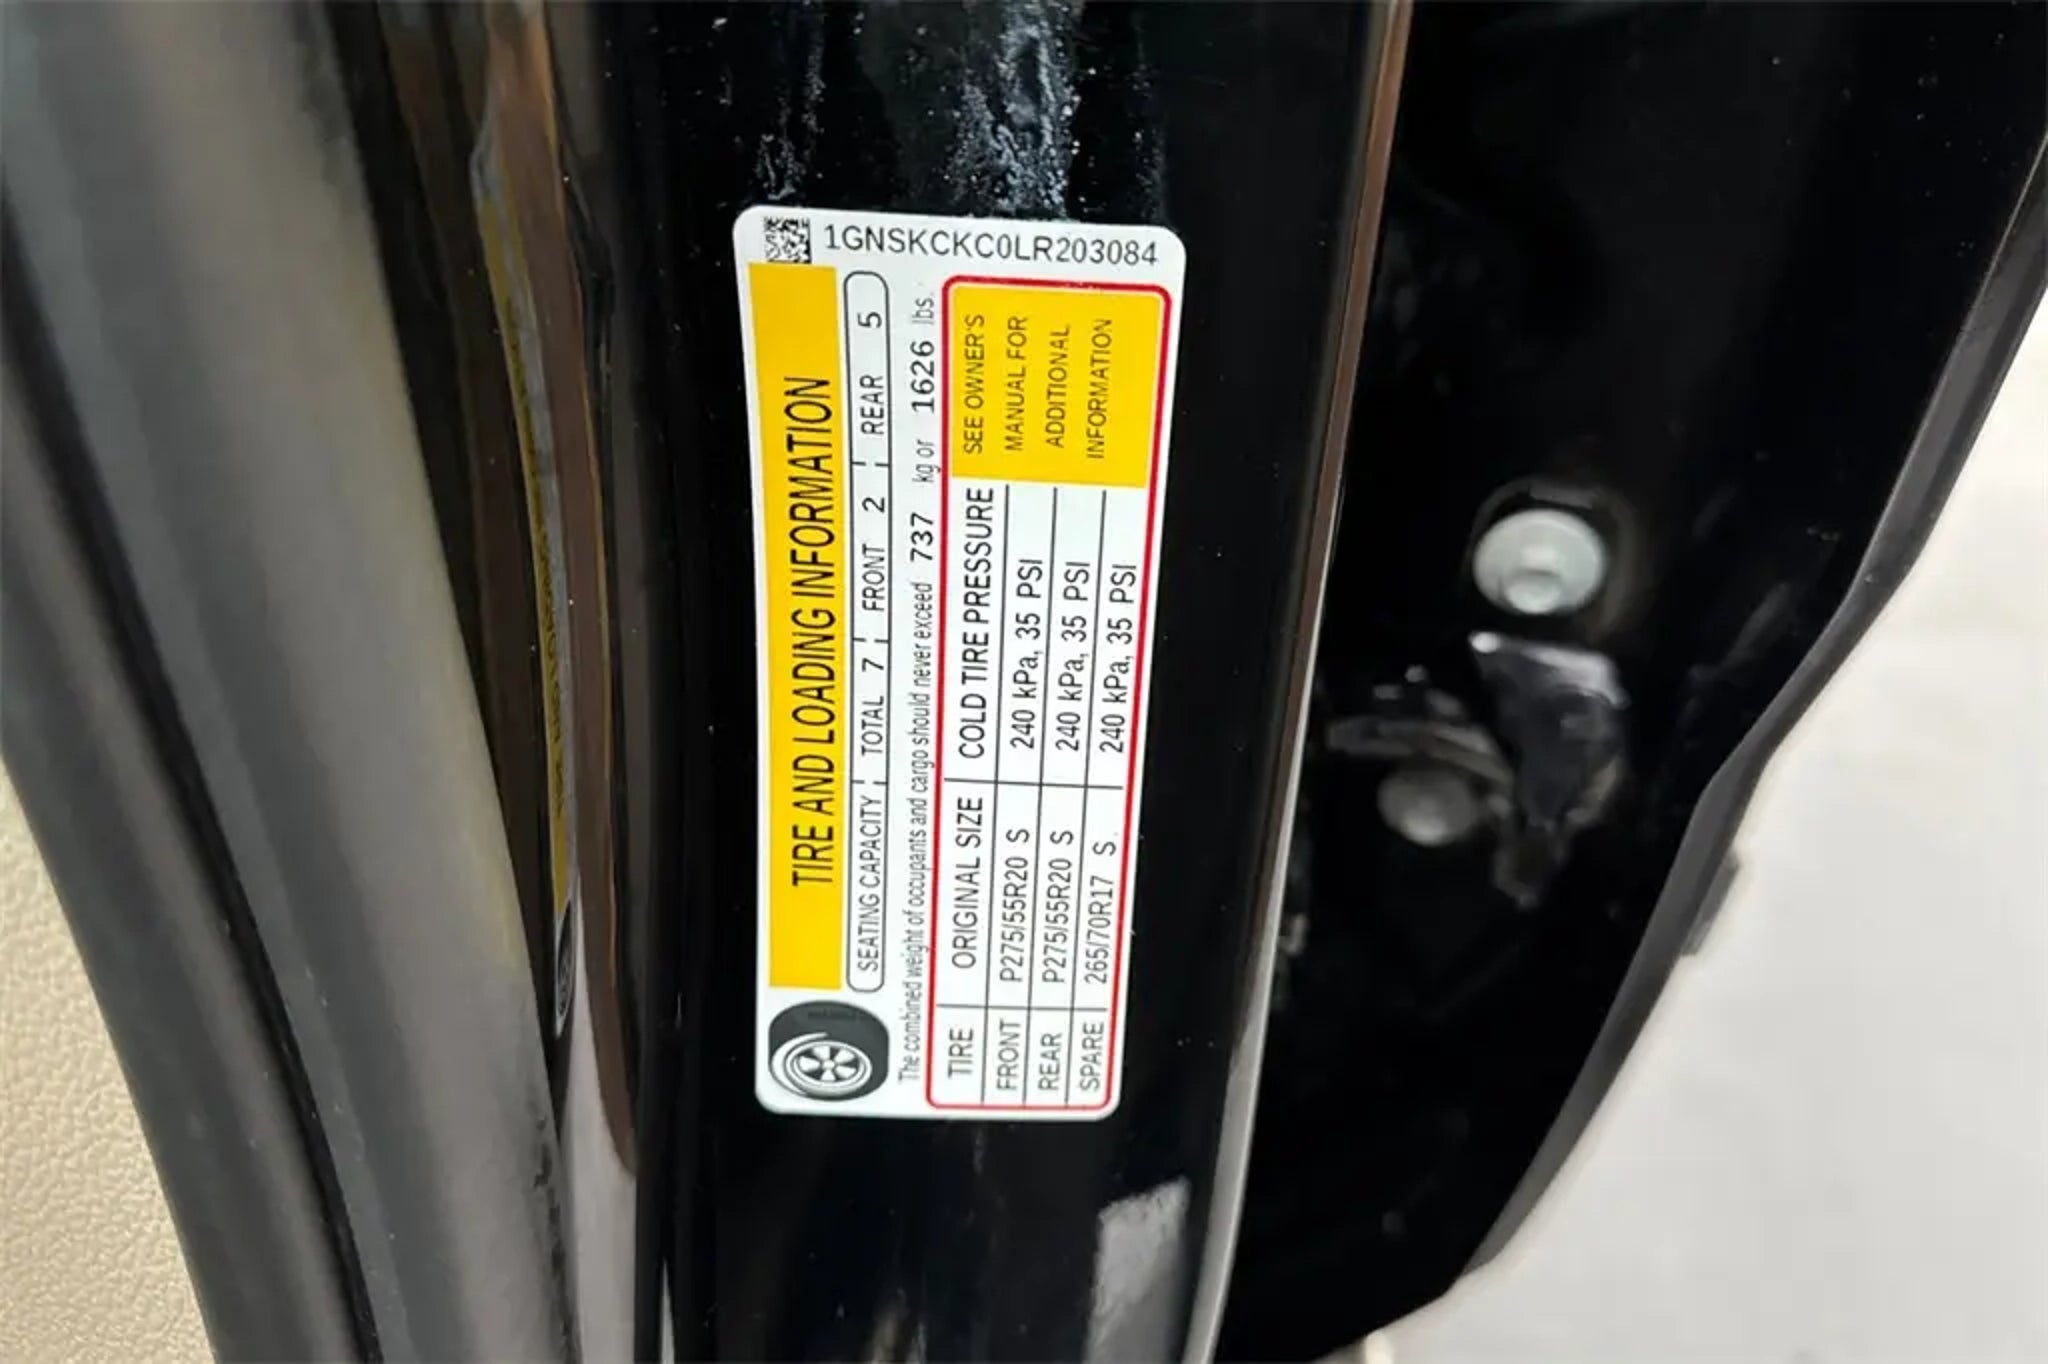 1GNSKCKC0LR203084
TIRE AND LOADING INFORMATION
SEATING CAPACITY TOTAL 7 FRONT 2 REAR 5
The combined weight of occupants and cargo should never exceed 737 kg or 1626 lbs.
TIRE ORIGINAL SIZE COLD TIRE PRESSURE
FRONT P275/55R20 S 240 kPa, 35 PSI
REAR P275/55R20 S 240 kPa, 35 PSI
SPARE 265/70R17 S 240 kPa, 35 PSI
SEE OWNER'S
MANUAL FOR
ADDITIONAL
INFORMATION